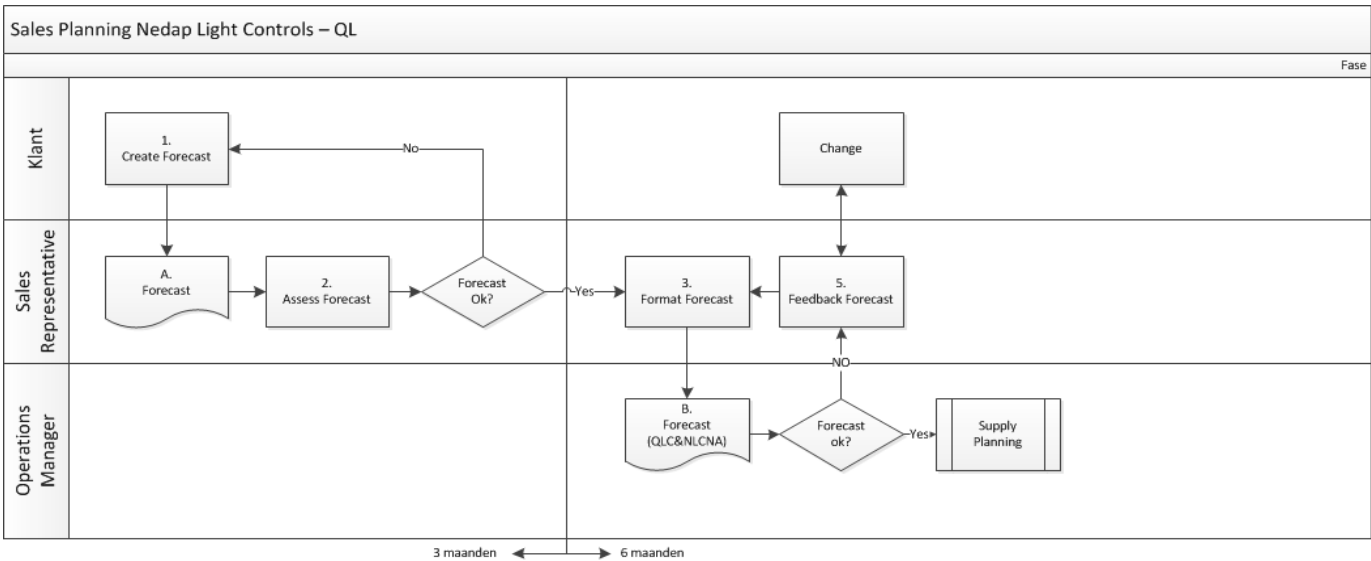 Sales Planning Nedap Light Controls – QL
Fase
Klant
1.
Create Forecast
No
Change
Sales
Representative
A.
Forecast
2.
Assess Forecast
Forecast
Ok?
Yes
3.
Format Forecast
5.
Feedback Forecast
NO
Operations
Manager
B.
Forecast
(QLC&NLCNA)
Forecast
ok?
Yes
Supply
Planning
3 maanden
6 maanden